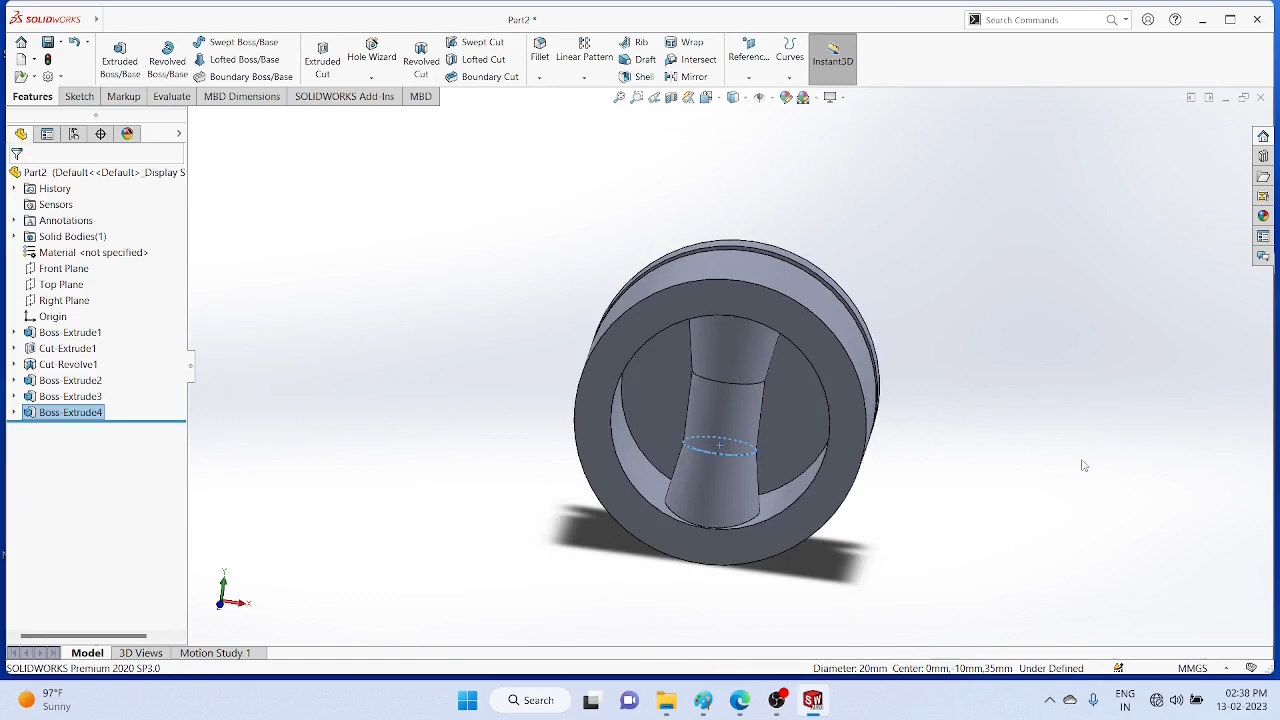 SOLIDWORKS
Part2 *
Search Commands
Extruded Boss/Base
Revolved Boss/Base
Swept Boss/Base
Lofted Boss/Base
Boundary Boss/Base
Extruded Cut
Hole Wizard
Revolved Cut
Swept Cut
Lofted Cut
Boundary Cut
Fillet
Linear Pattern
Rib
Draft
Shell
Wrap
Intersect
Mirror
Referenc...
Curves
Instant3D
Features
Sketch
Markup
Evaluate
MBD Dimensions
SOLIDWORKS Add-Ins
MBD
Part2 (Default<<Default>_Display S
History
Sensors
Annotations
Solid Bodies(1)
Material <not specified>
Front Plane
Top Plane
Right Plane
Origin
Boss-Extrude1
Cut-Extrude1
Cut-Revolve1
Boss-Extrude2
Boss-Extrude3
Boss-Extrude4
Y
X
Z
Model
3D Views
Motion Study 1
SOLIDWORKS Premium 2020 SP3.0
Diameter: 20mm Center: 0mm,-10mm,35mm Under Defined
MMGS
97°F
Sunny
Search
ENG
IN
02:38 PM
13-02-2023